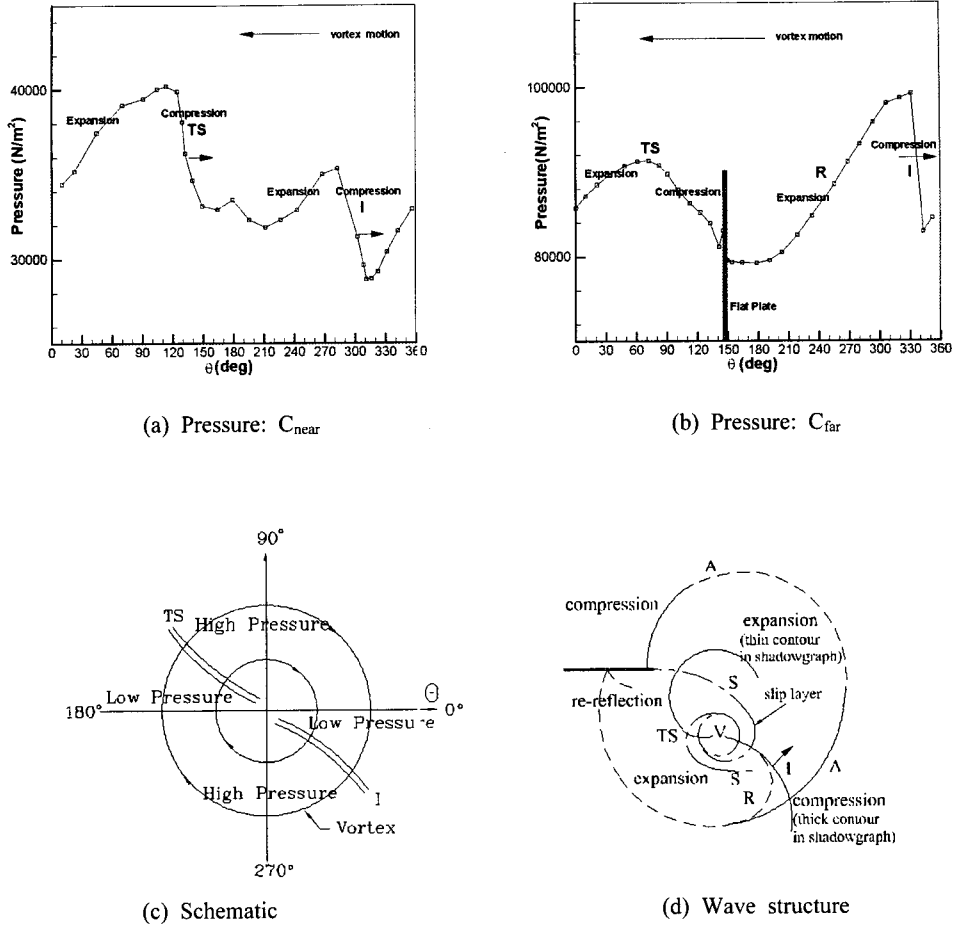 vortex motion
Pressure (N/m²)
40000
30000
Expansion
Compression
TS
Expansion
Compression
I
0 30 60 90 120 150 180 210 240 270 300 330 360
θ (deg)
(a) Pressure: Cnear
vortex motion
Pressure(N/m²)
100000
80000
TS
Expansion
Compression
R
Expansion
Compression
I
Flat Plate
0 30 60 90 120 150 180 210 240 270 300 330 360
θ (deg)
(b) Pressure: Cfar
90°
TS
High Pressure
Low Pressure
180°
Θ
0°
Low Pressure
High Pressure
I
Vortex
270°
(c) Schematic
A
compression
expansion
(thin contour
in shadowgraph)
S
slip layer
re-reflection
TS
V
I
A
expansion
S
R
compression
(thick contour
in shadowgraph)
(d) Wave structure